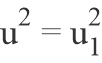 u² = u₁²